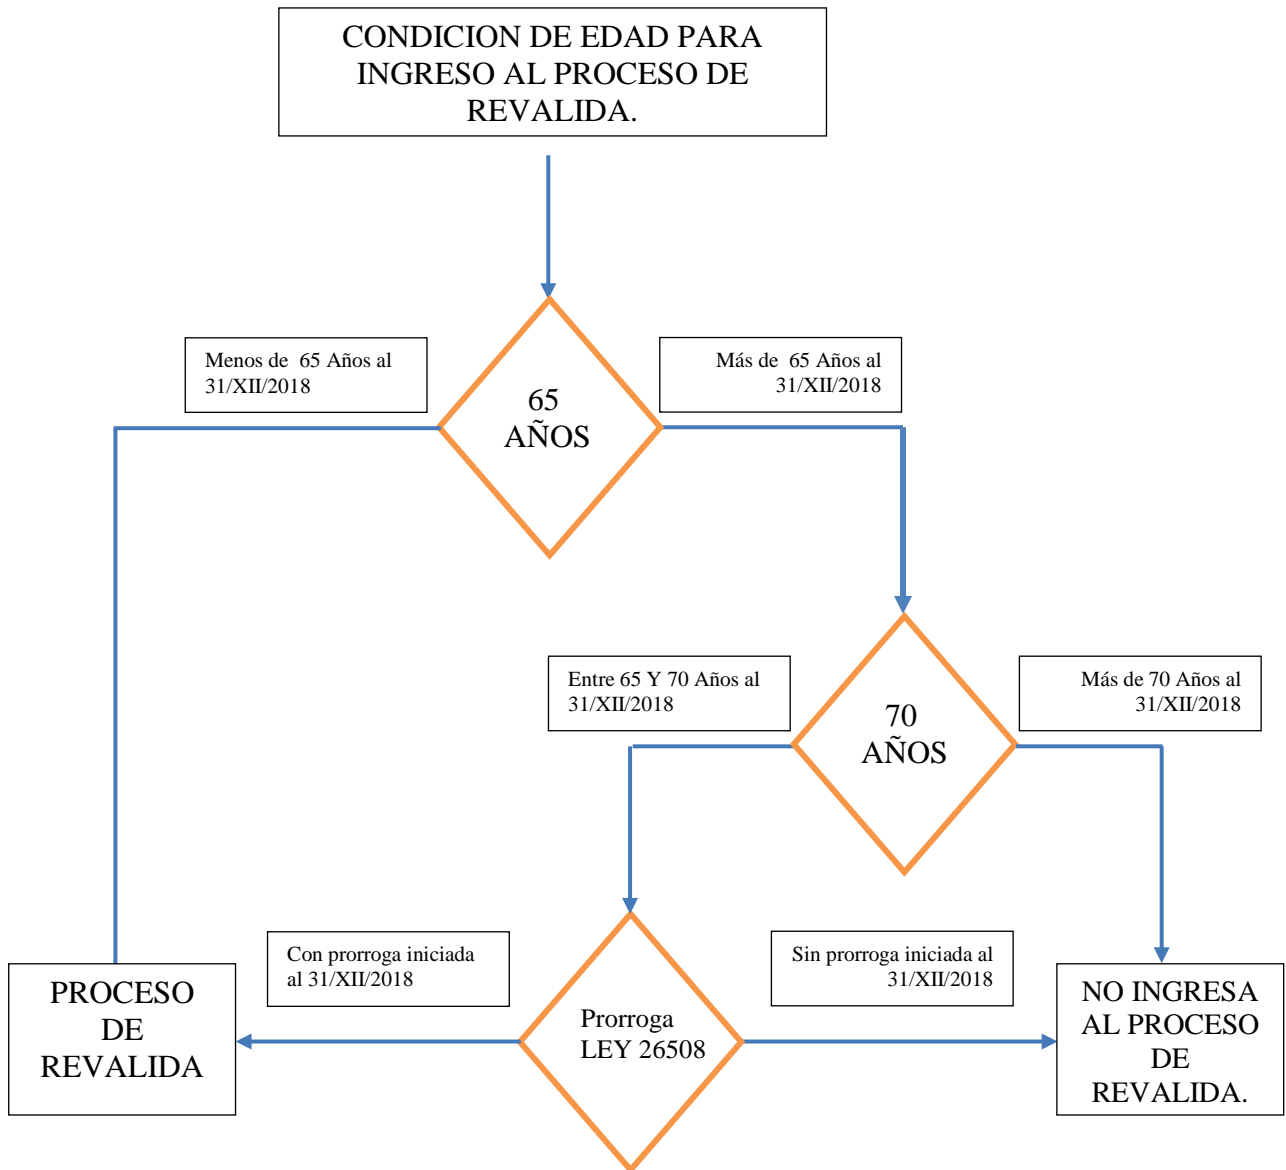 CONDICION DE EDAD PARA
INGRESO AL PROCESO DE
REVALIDA.
Menos de 65 Años al
31/XII/2018
Más de 65 Años al
31/XII/2018
65
AÑOS
Entre 65 Y 70 Años al
31/XII/2018
Más de 70 Años al
31/XII/2018
70
AÑOS
Con prorroga iniciada
al 31/XII/2018
Sin prorroga iniciada al
31/XII/2018
PROCESO
DE
REVALIDA
Prorroga
LEY 26508
NO INGRESA
AL PROCESO
DE
REVALIDA.